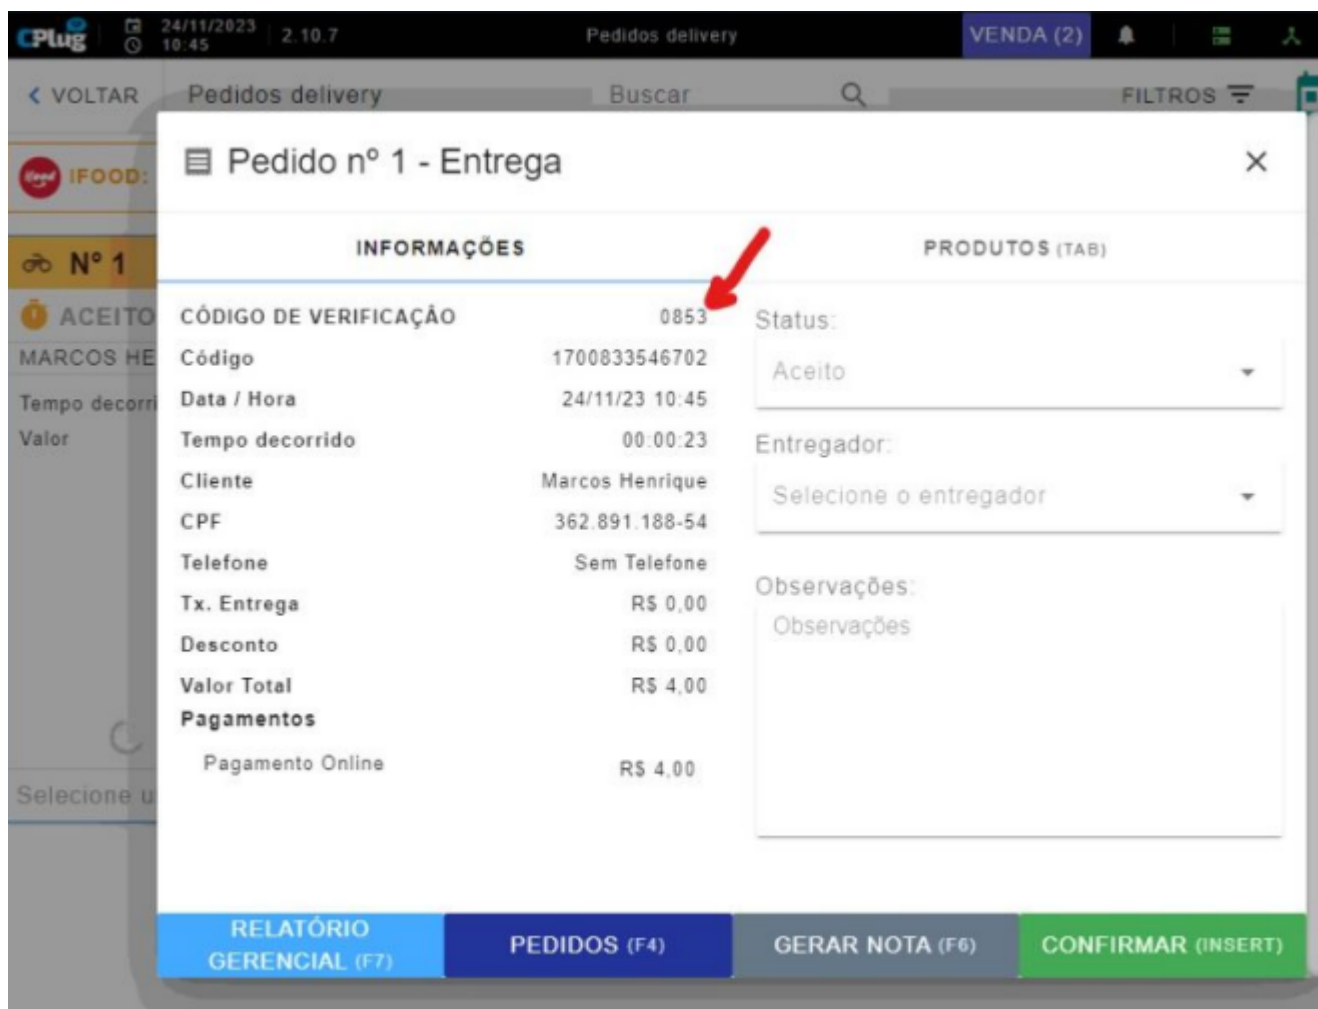 CPlug
24/11/2023
10:45
2.10.7
Pedidos delivery
VENDA (2)
VOLTAR
Pedidos delivery
Buscar
FILTROS
IFOOD:
Nº 1
ACEITO
MARCOS HE
Tempo decorri
Valor
Selecione u
Pedido nº 1 - Entrega
INFORMAÇÕES
PRODUTOS (TAB)
CÓDIGO DE VERIFICAÇÃO 0853
Código 1700833546702
Data / Hora 24/11/23 10:45
Tempo decorrido 00:00:23
Cliente Marcos Henrique
CPF 362.891.188-54
Telefone Sem Telefone
Tx. Entrega R$ 0,00
Desconto R$ 0,00
Valor Total R$ 4,00
Pagamentos
Pagamento Online R$ 4,00
Status:
Aceito
Entregador:
Selecione o entregador
Observações:
Observações
RELATÓRIO
GERENCIAL (F7)
PEDIDOS (F4)
GERAR NOTA (F6)
CONFIRMAR (INSERT)